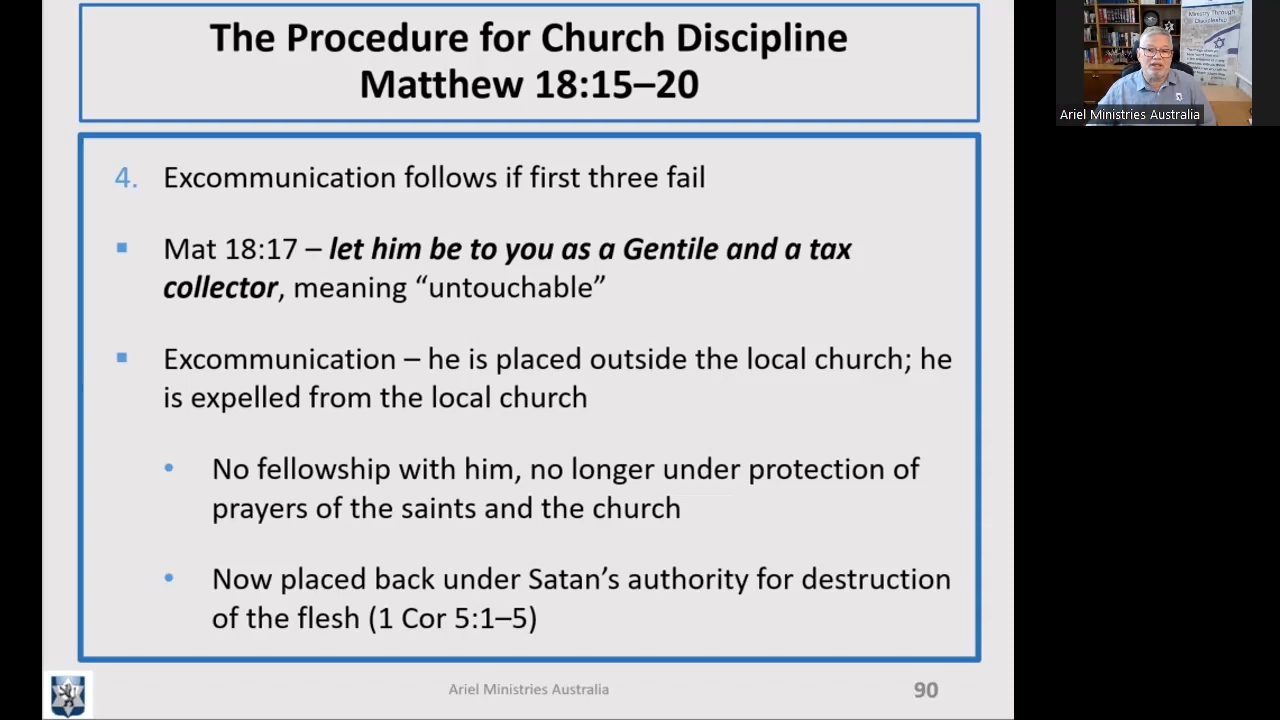 The Procedure for Church Discipline
Matthew 18:15–20
4. Excommunication follows if first three fail
▪ Mat 18:17 – let him be to you as a Gentile and a tax
collector, meaning “untouchable”
▪ Excommunication – he is placed outside the local church; he
is expelled from the local church
• No fellowship with him, no longer under protection of
prayers of the saints and the church
• Now placed back under Satan’s authority for destruction
of the flesh (1 Cor 5:1–5)
Ariel Ministries Australia
90
Ministry Through
Discipleship
Ariel Ministries Australia